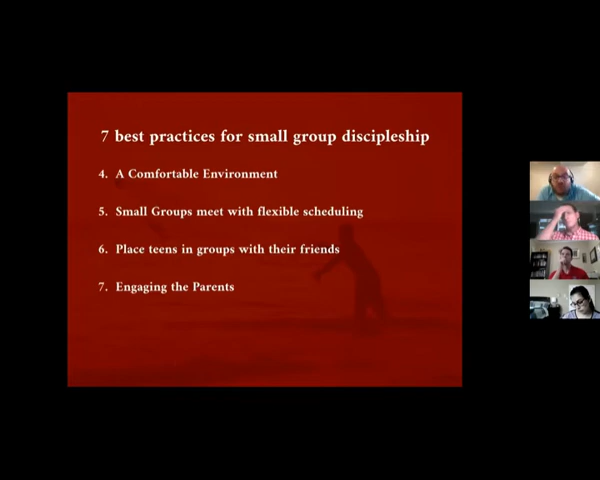 7 best practices for small group discipleship
4. A Comfortable Environment
5. Small Groups meet with flexible scheduling
6. Place teens in groups with their friends
7. Engaging the Parents